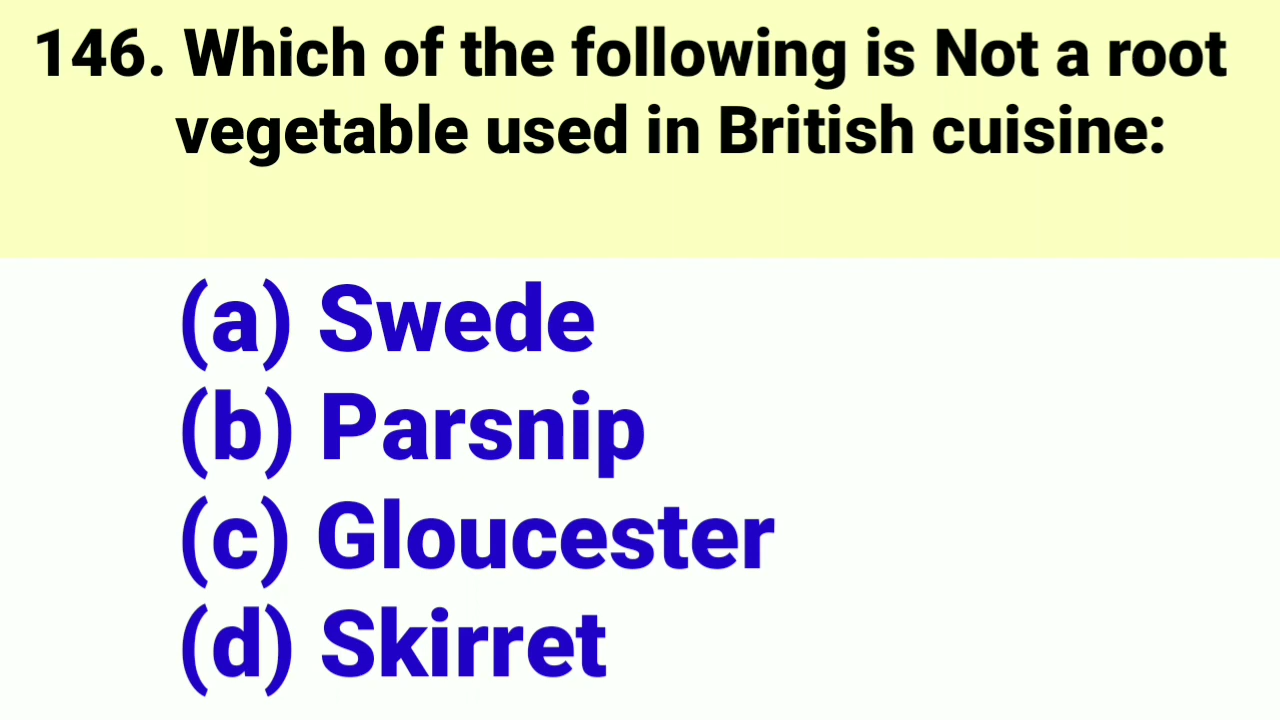 146. Which of the following is Not a root
vegetable used in British cuisine:
(a) Swede
(b) Parsnip
(c) Gloucester
(d) Skirret